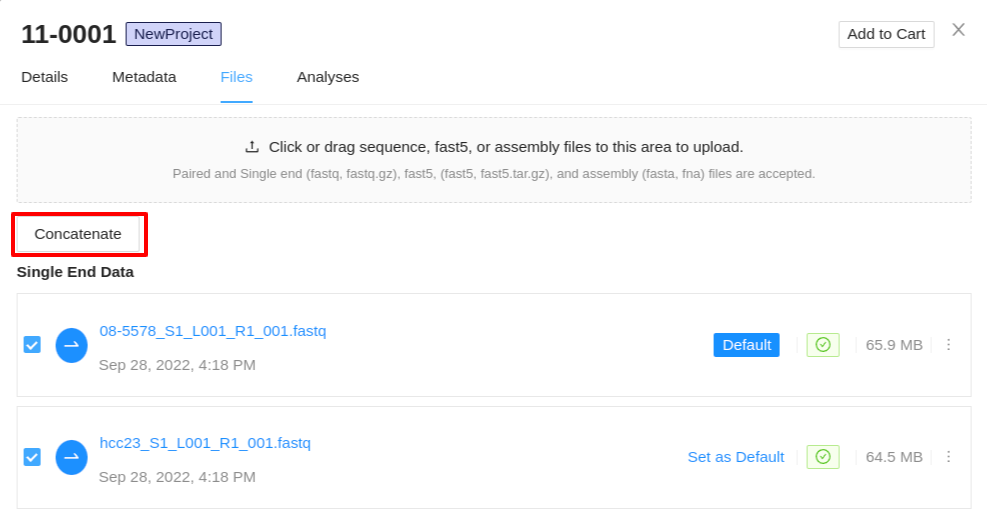 11-0001 NewProject Add to Cart
Details Metadata Files Analyses
Click or drag sequence, fast5, or assembly files to this area to upload.
Paired and Single end (fastq, fastq.gz), fast5, (fast5, fast5.tar.gz), and assembly (fasta, fna) files are accepted.
Concatenate
Single End Data
08-5578_S1_L001_R1_001.fastq
Default 65.9 MB
Sep 28, 2022, 4:18 PM
hcc23_S1_L001_R1_001.fastq
Set as Default 64.5 MB
Sep 28, 2022, 4:18 PM